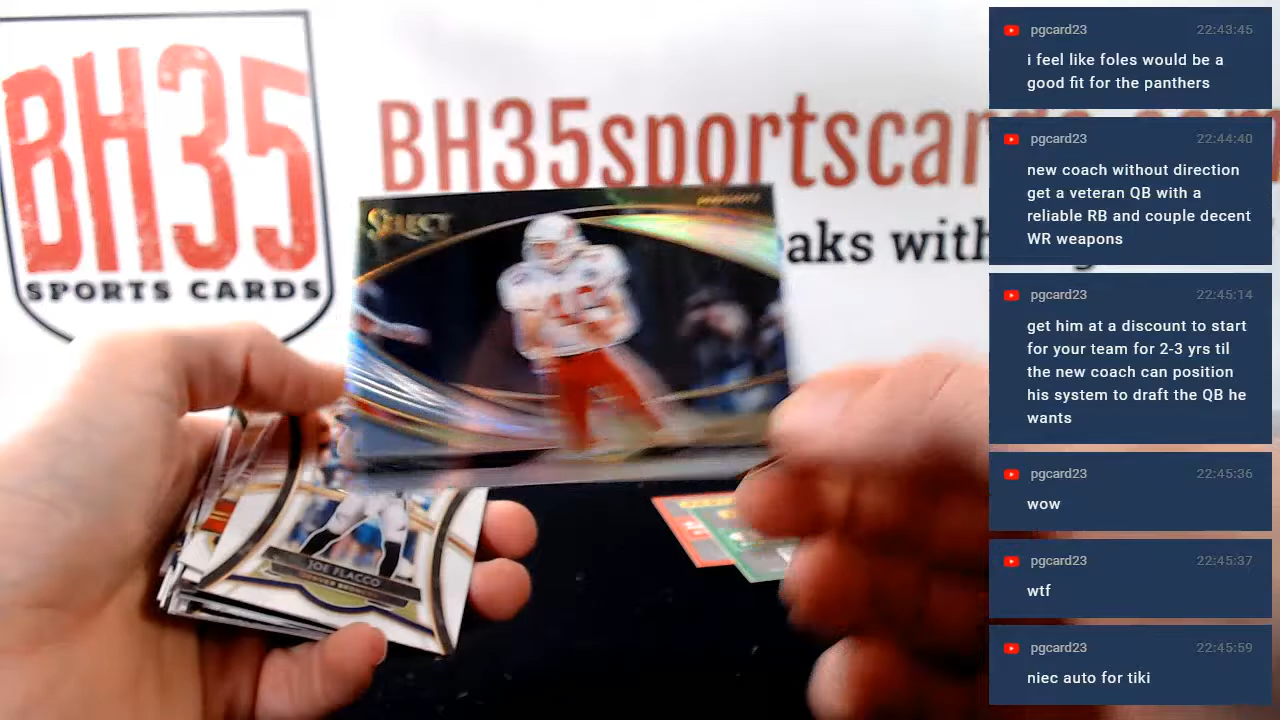 BH35
SPORTS CARDS
BH35sportscar
aks with
SELECT
JOE FLACCO
DENVER BRONCOS
pgcard23 22:43:45
i feel like foles would be a
good fit for the panthers
pgcard23 22:44:40
new coach without direction
get a veteran QB with a
reliable RB and couple decent
WR weapons
pgcard23 22:45:14
get him at a discount to start
for your team for 2-3 yrs til
the new coach can position
his system to draft the QB he
wants
pgcard23 22:45:36
wow
pgcard23 22:45:37
wtf
pgcard23 22:45:59
niec auto for tiki